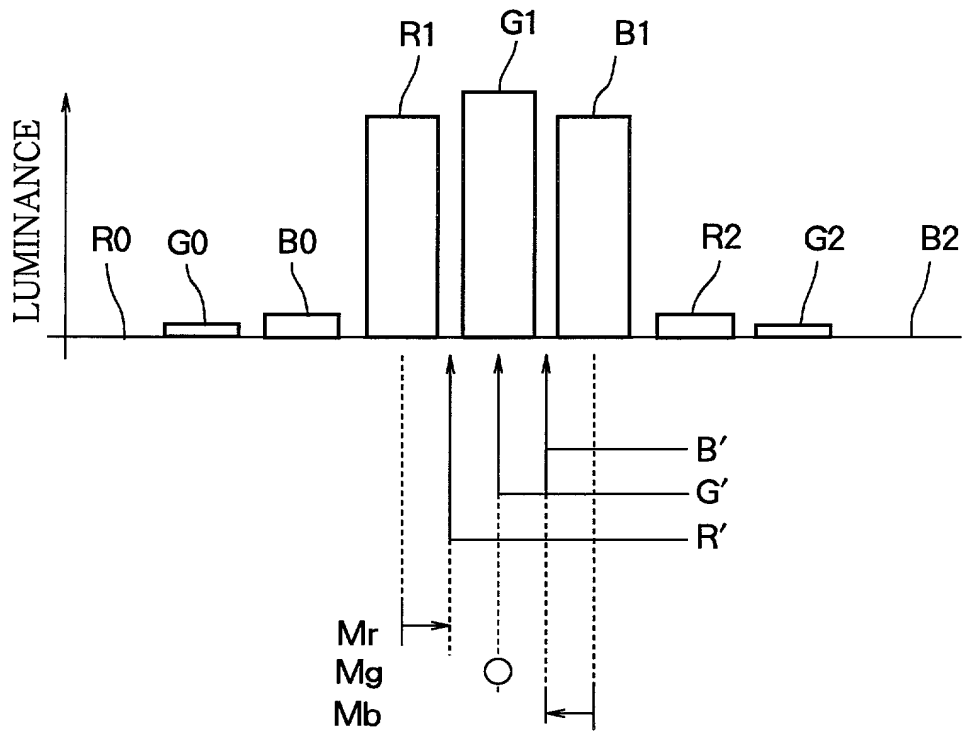 R1 G1 B1
LUMINANCE
R0 G0 B0 R2 G2 B2
B′
G′
R′
Mr
Mg
Mb